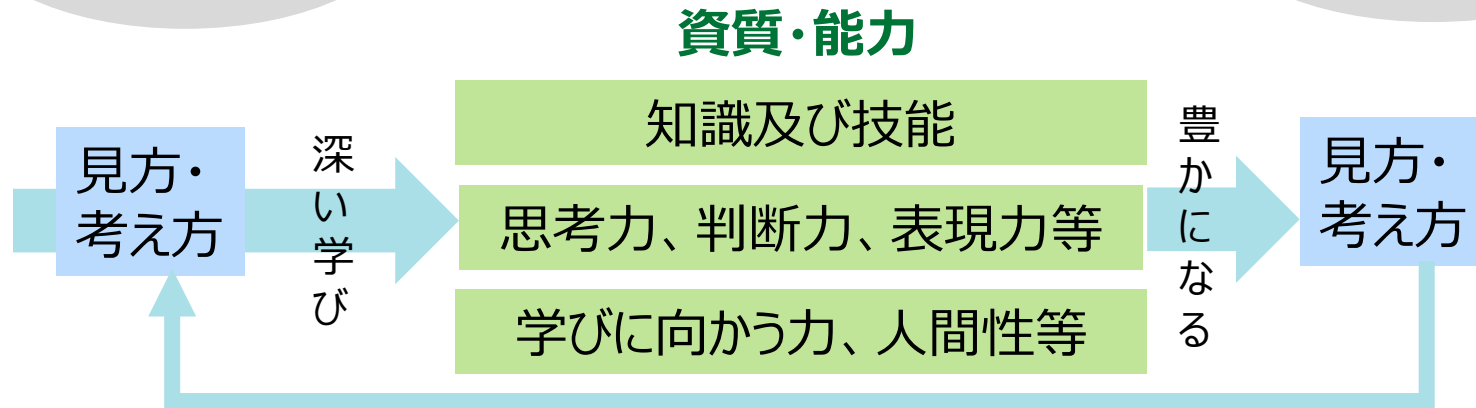 資質・能力
見方・
考え方
深い学び
知識及び技能
思考力、判断力、表現力等
学びに向かう力、人間性等
豊かになる
見方・
考え方